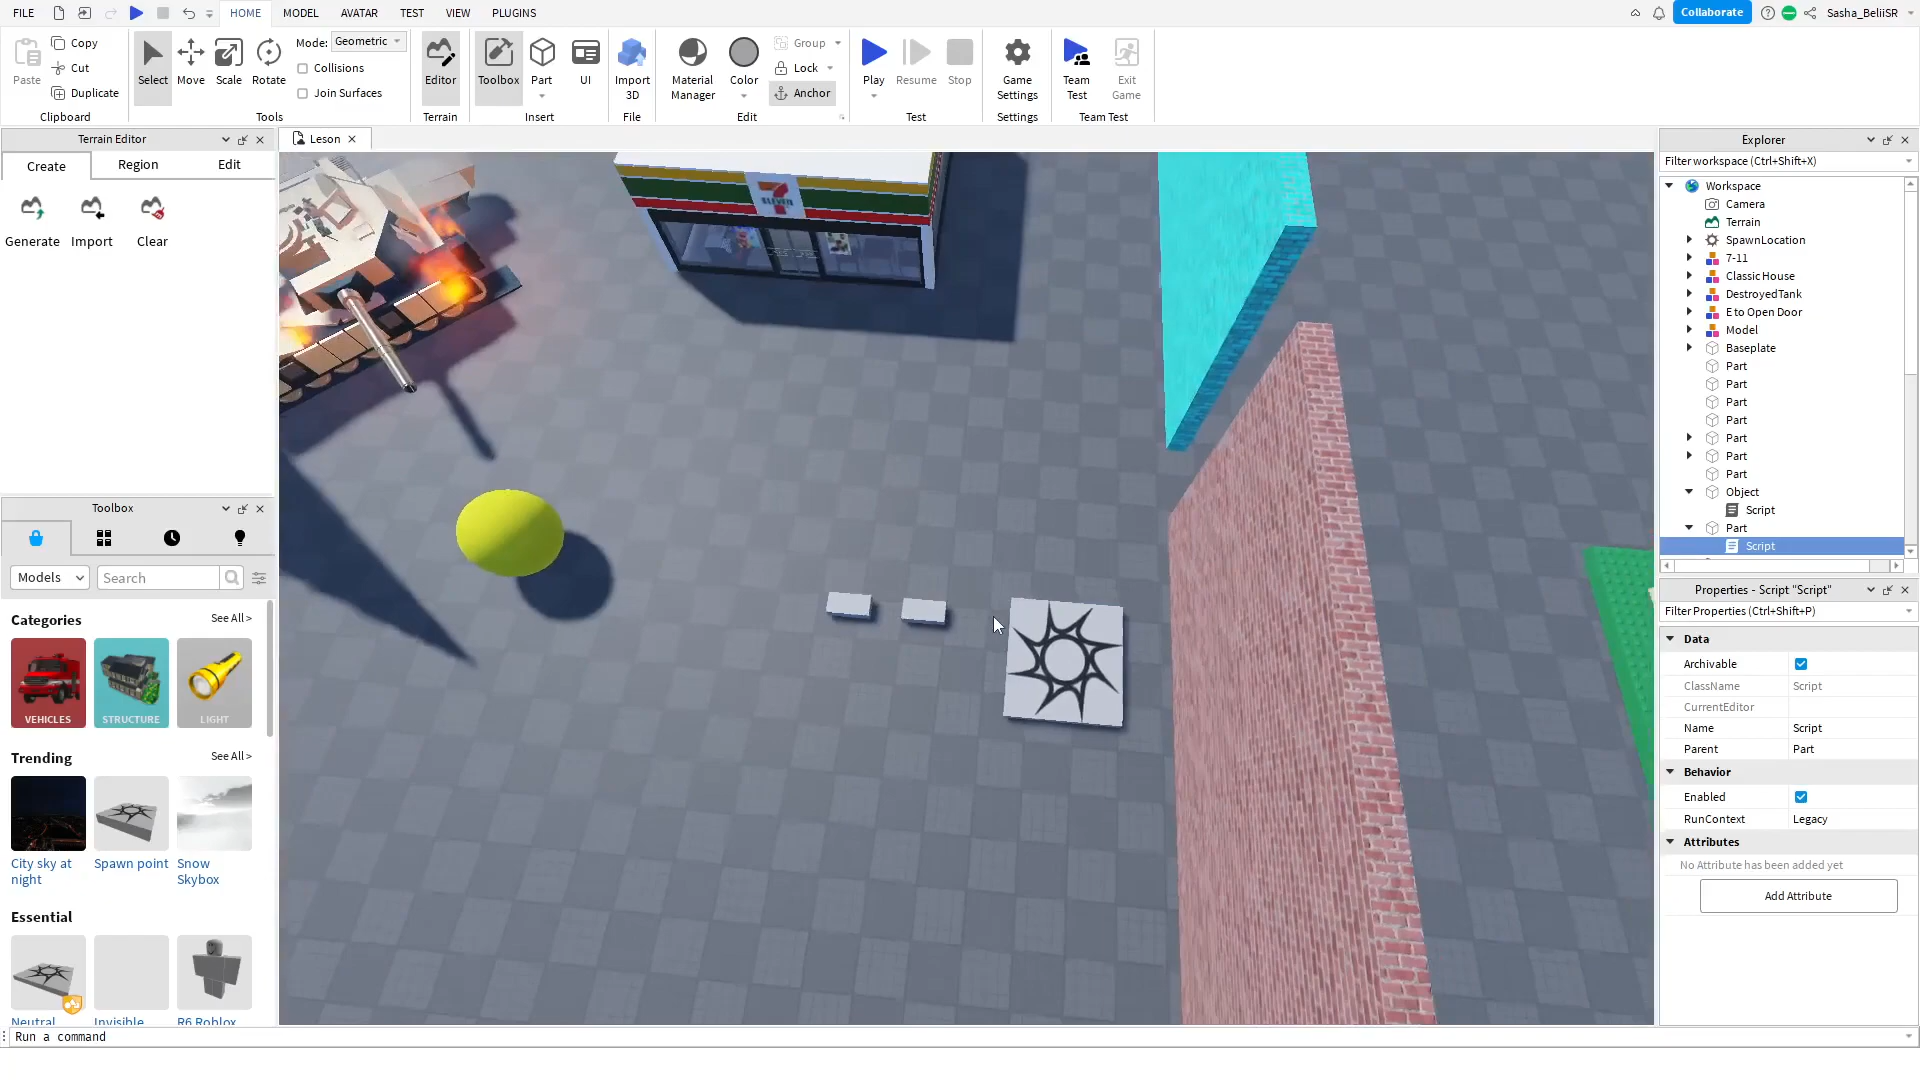 FILE HOME MODEL AVATAR TEST VIEW PLUGINS Collaborate Sasha_BeliiSR
Paste Copy Cut Duplicate Clipboard
Select Move Scale Rotate Mode: Geometric Collisions Join Surfaces Tools
Editor Terrain
Toolbox Part UI Insert
Import 3D File
Material Manager Color Group Lock Anchor Edit
Play Resume Stop Test
Game Settings Settings
Team Test Exit Game Team Test
Terrain Editor
Create Region Edit
Generate Import Clear
Leson
7
ELEVEN
Toolbox
Models Search
Categories See All >
VEHICLES STRUCTURE LIGHT
Trending See All >
City sky at night
Spawn point
Snow Skybox
Essential
Neutral Invisible R6 Roblox
Explorer
Filter workspace (Ctrl+Shift+X)
Workspace
Camera
Terrain
SpawnLocation
7-11
Classic House
DestroyedTank
E to Open Door
Model
Baseplate
Part
Part
Part
Part
Part
Part
Part
Object
Script
Part
Script
Properties - Script "Script"
Filter Properties (Ctrl+Shift+P)
Data
Archivable
ClassName Script
CurrentEditor
Name Script
Parent Part
Behavior
Enabled
RunContext Legacy
Attributes
No Attribute has been added yet
Add Attribute
Run a command